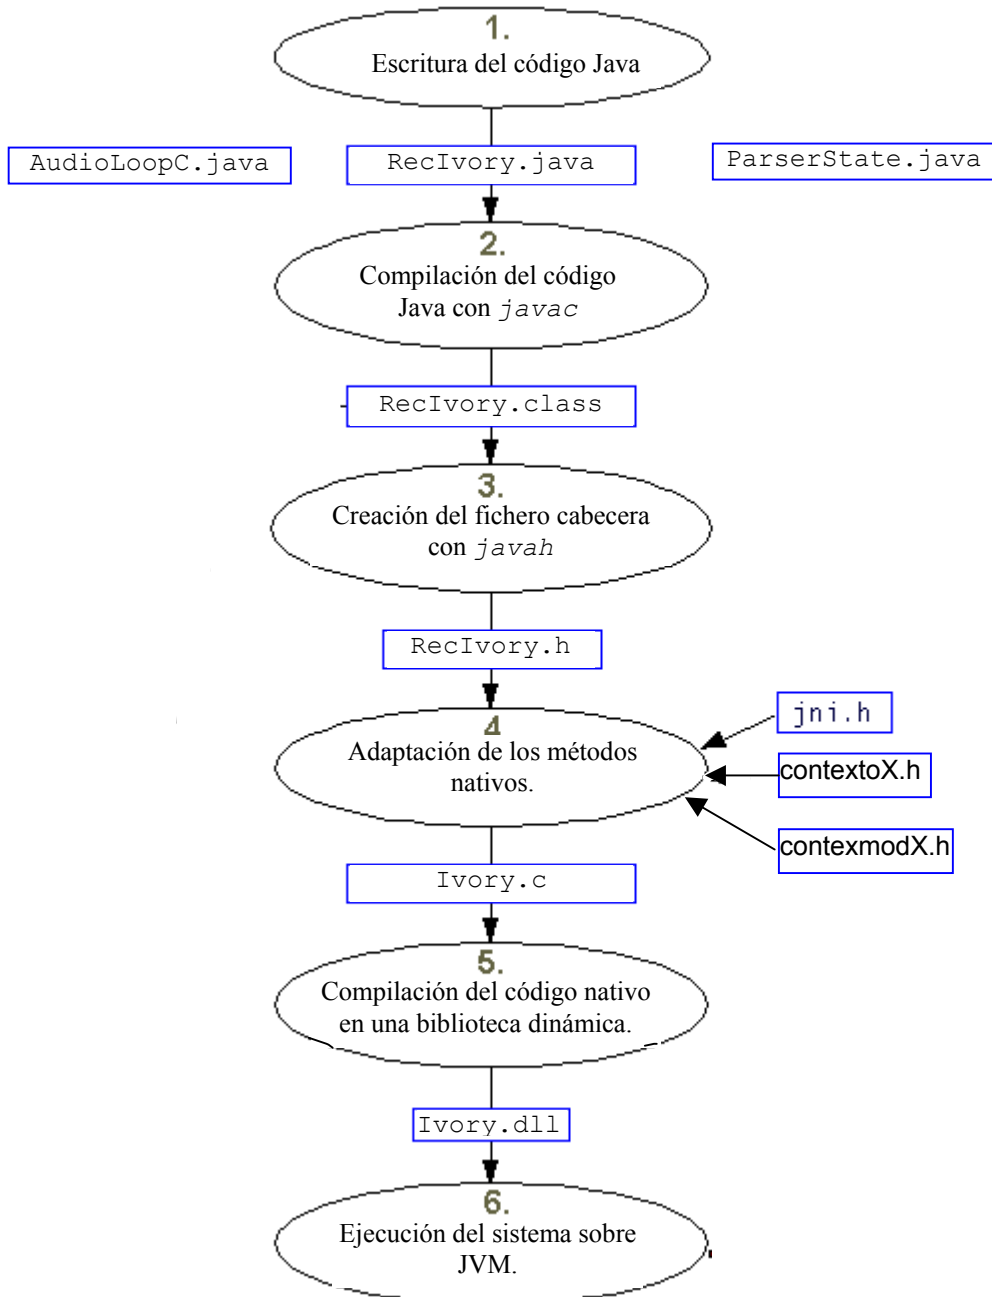 1.
Escritura del código Java
AudioLoopC.java
RecIvory.java
ParserState.java
2.
Compilación del código
Java con javac
RecIvory.class
3.
Creación del fichero cabecera
con javah
RecIvory.h
4
Adaptación de los métodos
nativos.
jni.h
contextoX.h
contexmodX.h
Ivory.c
5.
Compilación del código nativo
en una biblioteca dinámica.
Ivory.dll
6.
Ejecución del sistema sobre
JVM.